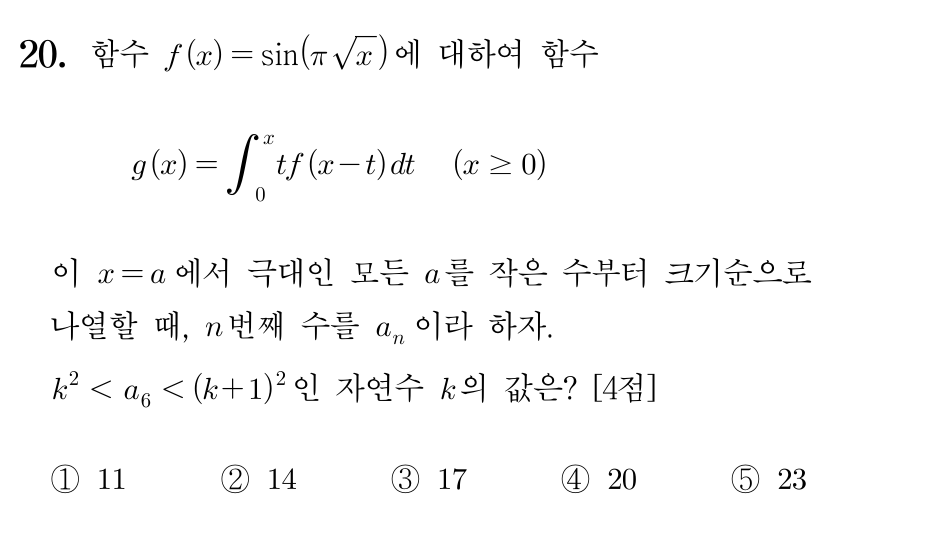 20. 함수 f(x)=sin(π√x)에 대하여 함수
g(x)=∫₀ˣ tf(x−t)dt (x ≥ 0)
이 x=a에서 극대인 모든 a를 작은 수부터 크기순으로
나열할 때, n번째 수를 aₙ이라 하자.
k²<a₆<(k+1)²인 자연수 k의 값은? [4점]
① 11 ② 14 ③ 17 ④ 20 ⑤ 23